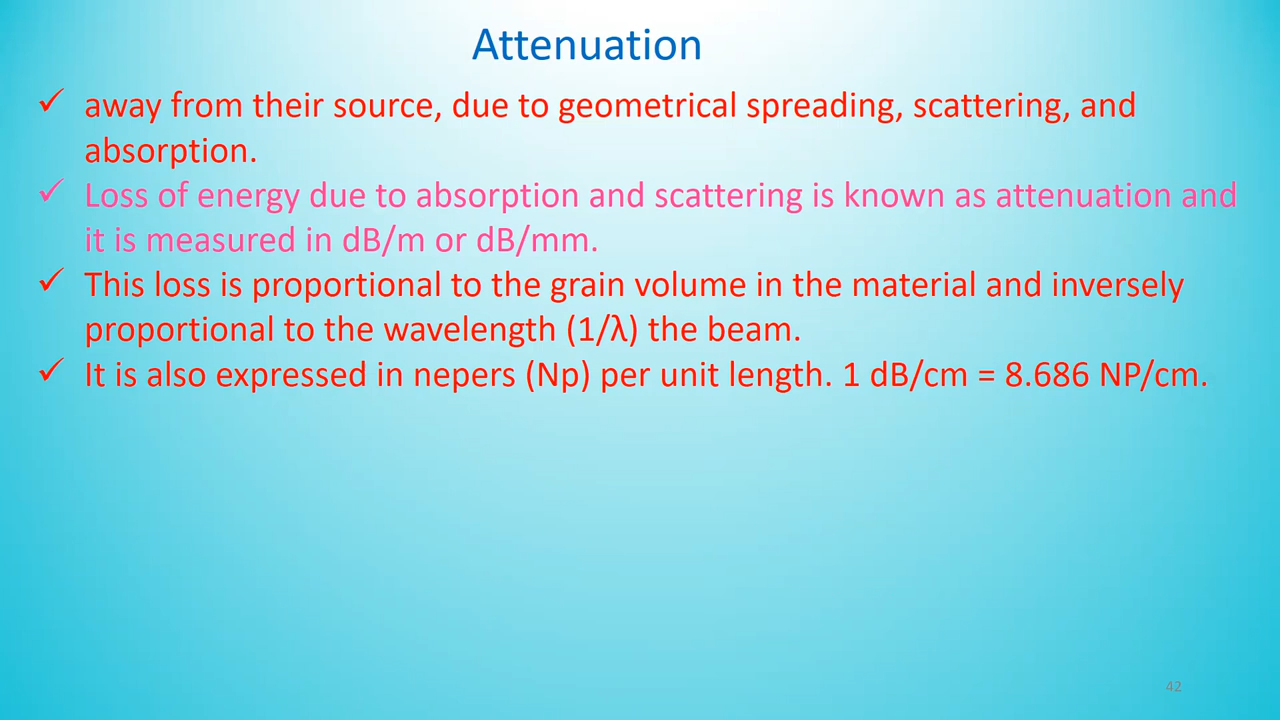 Attenuation
✓ away from their source, due to geometrical spreading, scattering, and
absorption.
✓ Loss of energy due to absorption and scattering is known as attenuation and
it is measured in dB/m or dB/mm.
✓ This loss is proportional to the grain volume in the material and inversely
proportional to the wavelength (1/λ) the beam.
✓ It is also expressed in nepers (Np) per unit length. 1 dB/cm = 8.686 NP/cm.
42